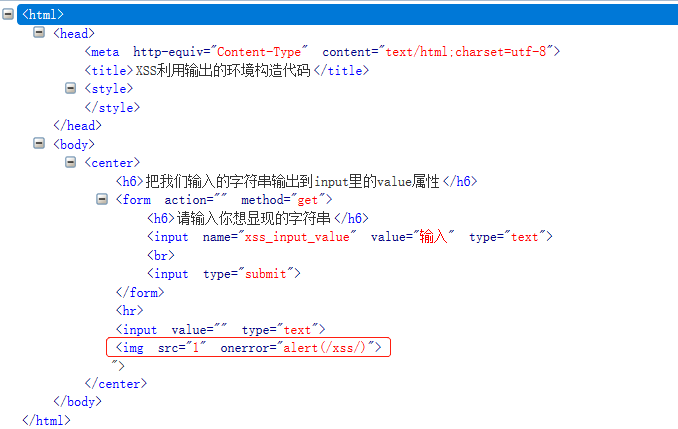 <html>
<head>
<meta http-equiv="Content-Type" content="text/html;charset=utf-8">
<title>XSS利用输出的环境构造代码</title>
<style>
</style>
</head>
<body>
<center>
<h6>把我们输入的字符串输出到input里的value属性</h6>
<form action="" method="get">
<h6>请输入你想显现的字符串</h6>
<input name="xss_input_value" value="输入" type="text">
<br>
<input type="submit">
</form>
<hr>
<input value="" type="text">
<img src="1" onerror="alert(/xss/)">
">
</center>
</body>
</html>